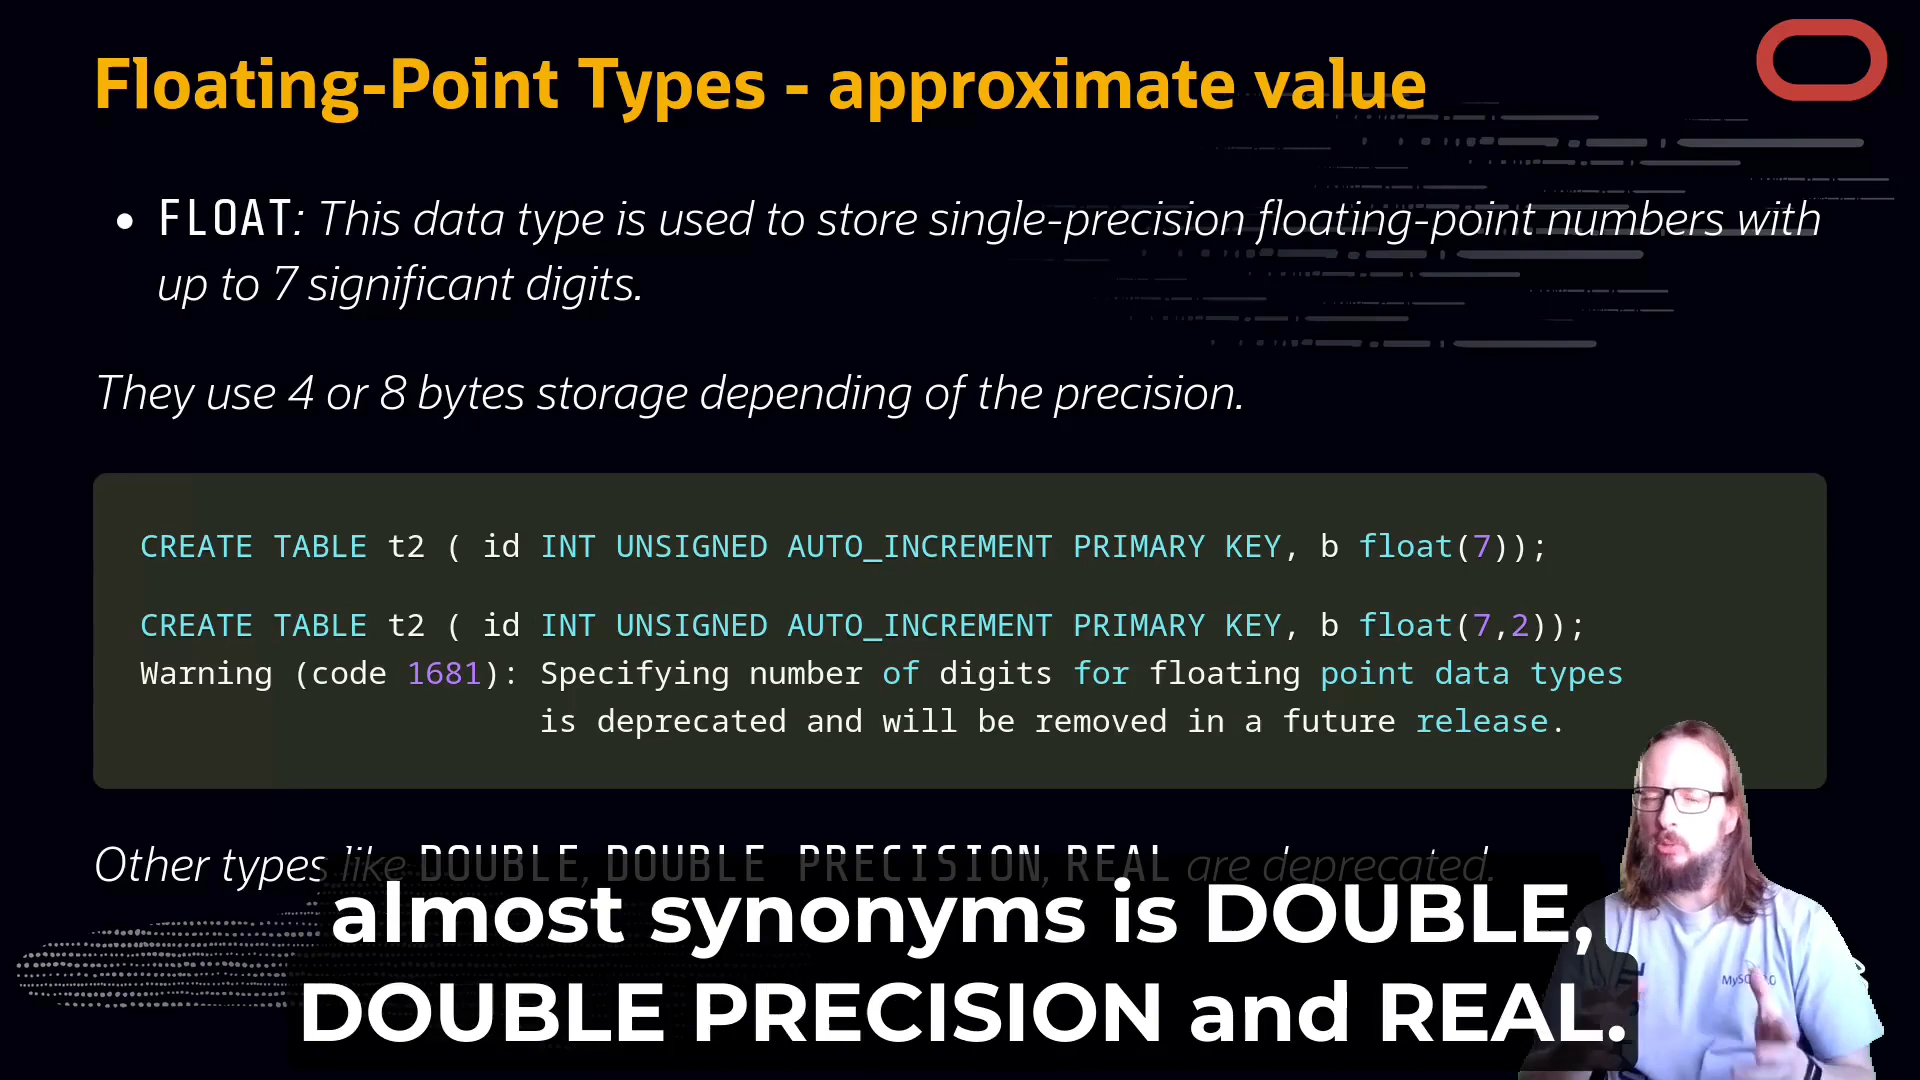 Floating-Point Types - approximate value
• FLOAT: This data type is used to store single-precision floating-point numbers with
up to 7 significant digits.
They use 4 or 8 bytes storage depending of the precision.
CREATE TABLE t2 ( id INT UNSIGNED AUTO_INCREMENT PRIMARY KEY, b float(7));
CREATE TABLE t2 ( id INT UNSIGNED AUTO_INCREMENT PRIMARY KEY, b float(7,2));
Warning (code 1681): Specifying number of digits for floating point data types
is deprecated and will be removed in a future release.
Other types like DOUBLE, DOUBLE PRECISION, REAL are deprecated.
almost synonyms is DOUBLE,
DOUBLE PRECISION and REAL.